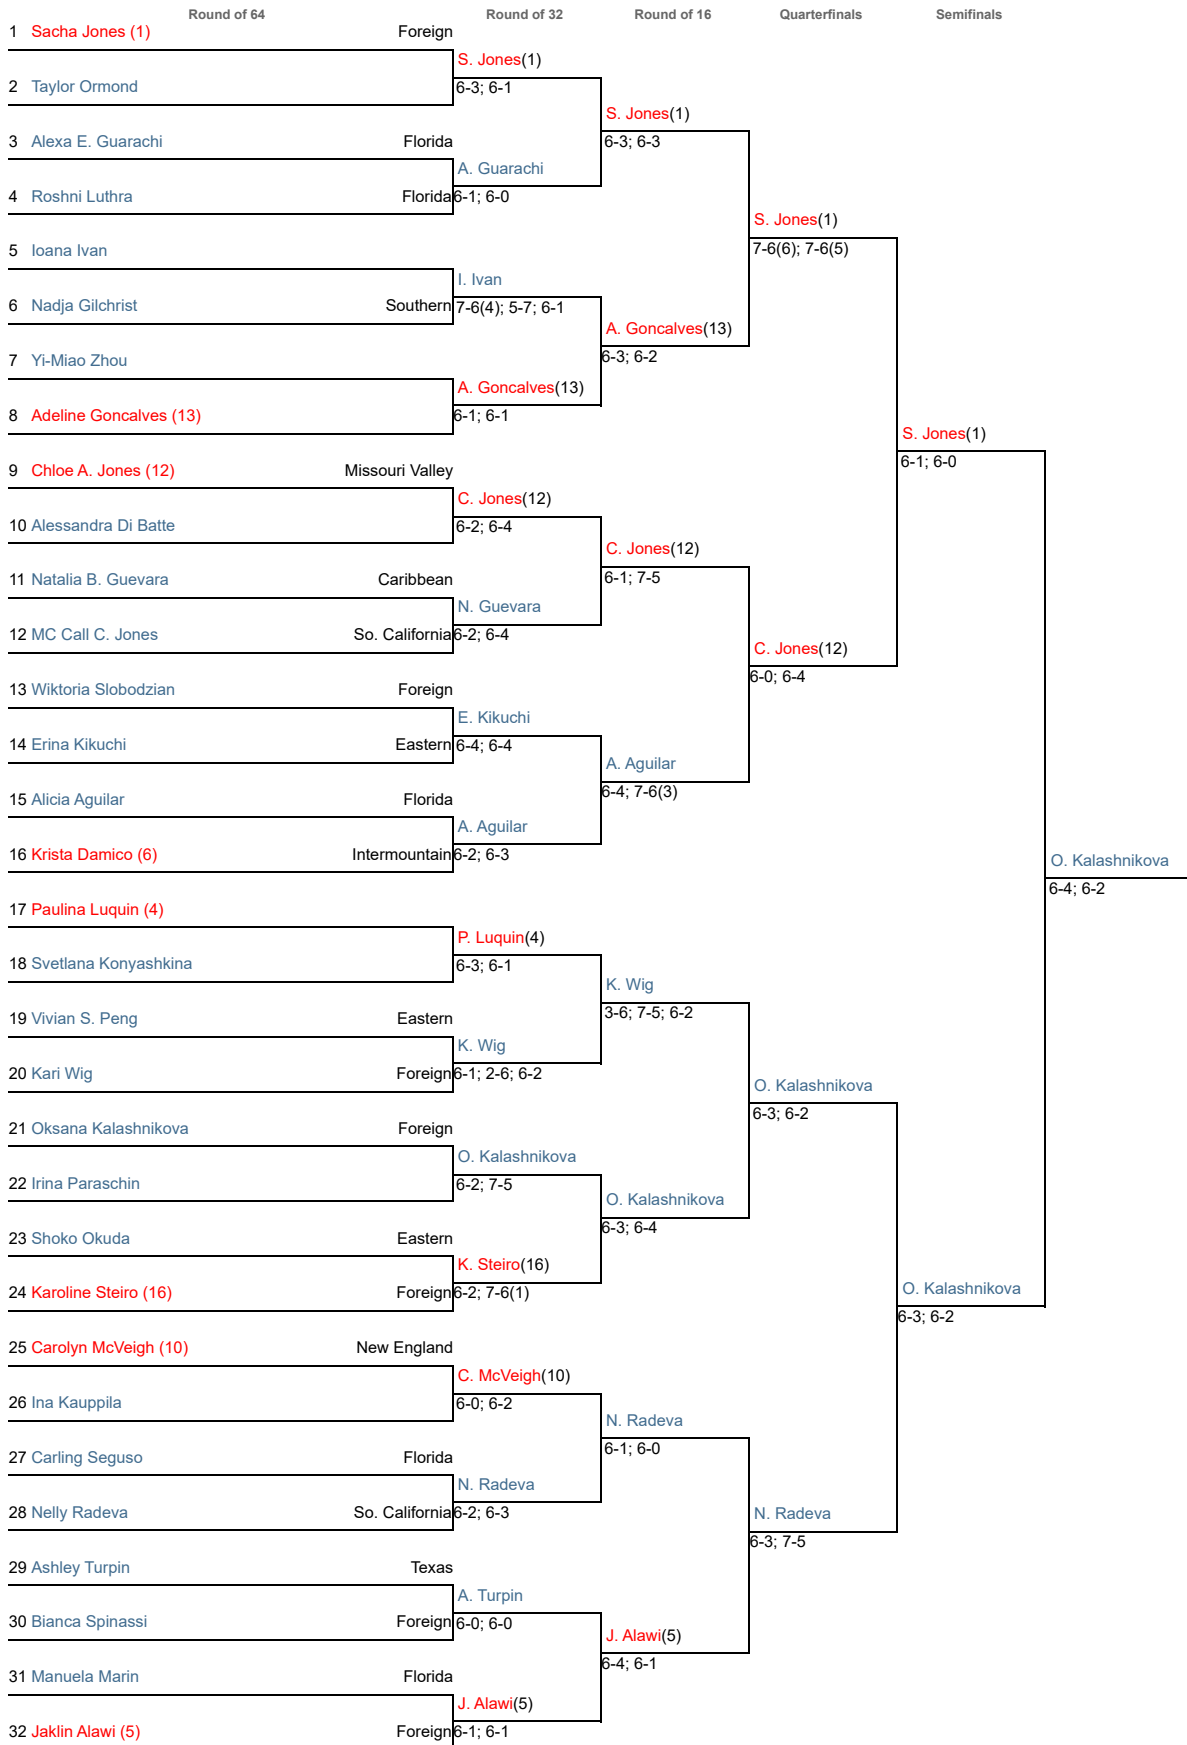 Round of 64 Round of 32 Round of 16 Quarterfinals Semifinals
1 Sacha Jones (1) Foreign
S. Jones(1)
2 Taylor Ormond 6-3; 6-1
S. Jones(1)
3 Alexa E. Guarachi Florida 6-3; 6-3
A. Guarachi
4 Roshni Luthra Florida 6-1; 6-0
S. Jones(1)
5 Ioana Ivan 7-6(6); 7-6(5)
I. Ivan
6 Nadja Gilchrist Southern 7-6(4); 5-7; 6-1
A. Goncalves(13)
7 Yi-Miao Zhou 6-3; 6-2
A. Goncalves(13)
8 Adeline Goncalves (13) 6-1; 6-1
S. Jones(1)
9 Chloe A. Jones (12) Missouri Valley 6-1; 6-0
C. Jones(12)
10 Alessandra Di Batte 6-2; 6-4
C. Jones(12)
11 Natalia B. Guevara Caribbean 6-1; 7-5
N. Guevara
12 MC Call C. Jones So. California 6-2; 6-4
C. Jones(12)
13 Wiktoria Slobodzian Foreign 6-0; 6-4
E. Kikuchi
14 Erina Kikuchi Eastern 6-4; 6-4
A. Aguilar
15 Alicia Aguilar Florida 6-4; 7-6(3)
A. Aguilar
16 Krista Damico (6) Intermountain 6-2; 6-3
O. Kalashnikova
6-4; 6-2
17 Paulina Luquin (4)
P. Luquin(4)
18 Svetlana Konyashkina 6-3; 6-1
K. Wig
19 Vivian S. Peng Eastern 3-6; 7-5; 6-2
K. Wig
20 Kari Wig Foreign 6-1; 2-6; 6-2
O. Kalashnikova
21 Oksana Kalashnikova Foreign 6-3; 6-2
O. Kalashnikova
22 Irina Paraschin 6-2; 7-5
O. Kalashnikova
23 Shoko Okuda Eastern 6-3; 6-4
K. Steiro(16)
24 Karoline Steiro (16) Foreign 6-2; 7-6(1)
O. Kalashnikova
6-3; 6-2
25 Carolyn McVeigh (10) New England
C. McVeigh(10)
26 Ina Kauppila 6-0; 6-2
N. Radeva
27 Carling Seguso Florida 6-1; 6-0
N. Radeva
28 Nelly Radeva So. California 6-2; 6-3
N. Radeva
6-3; 7-5
29 Ashley Turpin Texas
A. Turpin
30 Bianca Spinassi Foreign 6-0; 6-0
J. Alawi(5)
31 Manuela Marin Florida 6-4; 6-1
J. Alawi(5)
32 Jaklin Alawi (5) Foreign 6-1; 6-1